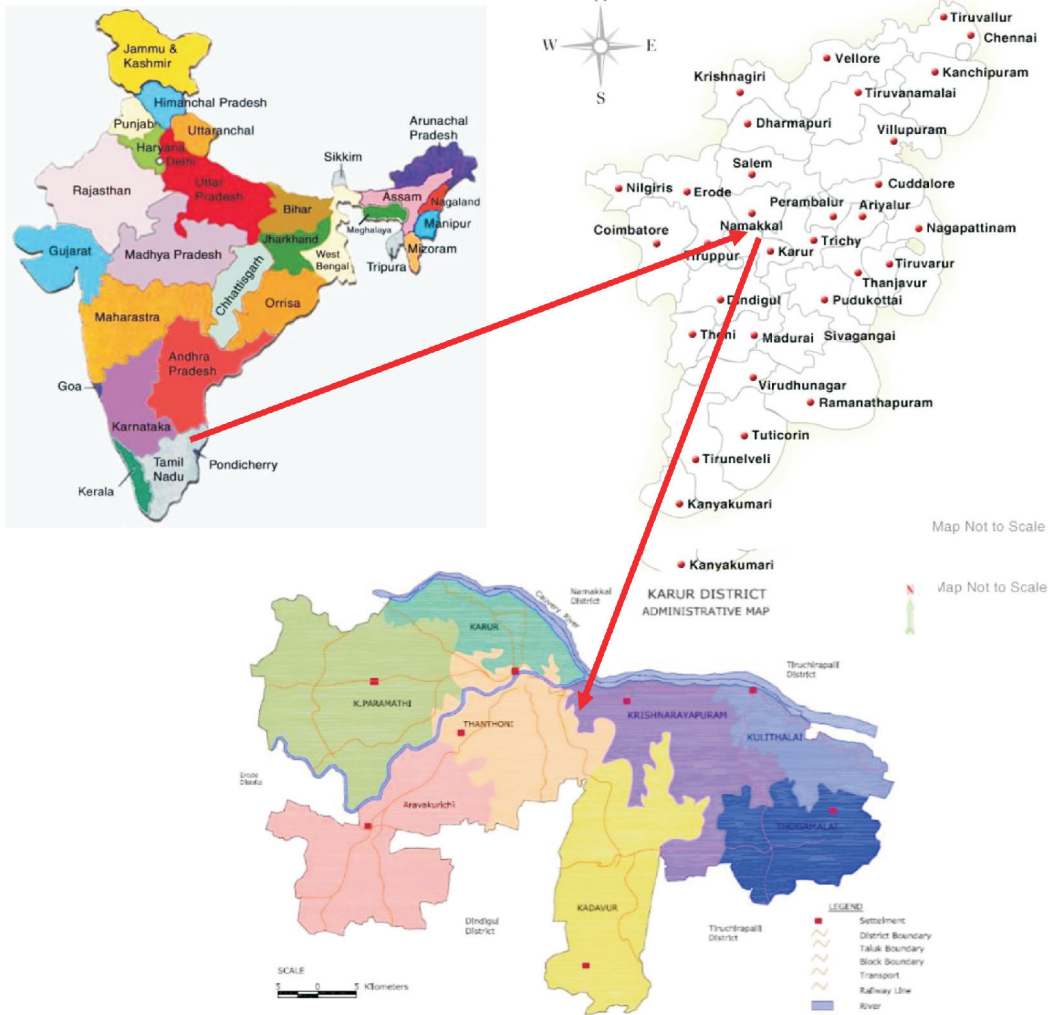 Jammu &
Kashmir
Himanchal Pradesh
Punjab
Uttaranchal
Haryana
Delhi
Rajasthan
Uttar
Pradesh
Sikkim
Arunachal
Pradesh
Assam
Nagaland
Bihar
Meghalaya
Manipur
Jharkhand
Gujarat
Madhya Pradesh
West
Bengal
Tripura
Mizoram
Chhattisgarh
Orrisa
Maharastra
Andhra
Pradesh
Goa
Karnataka
Tamil
Nadu
Pondicherry
Kerala
W
E
S
Tiruvallur
Chennai
Vellore
Kanchipuram
Krishnagiri
Tiruvanamalai
Dharmapuri
Villupuram
Salem
Nilgiris
Erode
Cuddalore
Perambalur
Ariyalur
Namakkal
Nagapattinam
Coimbatore
Trichy
Karur
Tiruvarur
Thanjavur
Dindigul
Pudukottai
Theni
Madurai
Sivagangai
Virudhunagar
Ramanathapuram
Tuticorin
Tirunelveli
Kanyakumari
Map Not to Scale
Kanyakumari
Map Not to Scale
KARUR DISTRICT
ADMINISTRATIVE MAP
N
Namakkal
District
Cauvery River
KARUR
Tiruchirapalli
District
K.PARAMATHI
THANTHONI
KRISHNARAYAPURAM
KULITHALAI
Erode
District
Aravakurichi
THOGAMALAI
KADAVUR
Dindigul
District
Tiruchirapalli
District
LEGEND
Settelment
District Boundary
Taluk Boundary
Block Boundary
Transport
Railway Line
River
SCALE
5 0 5 Kilometers